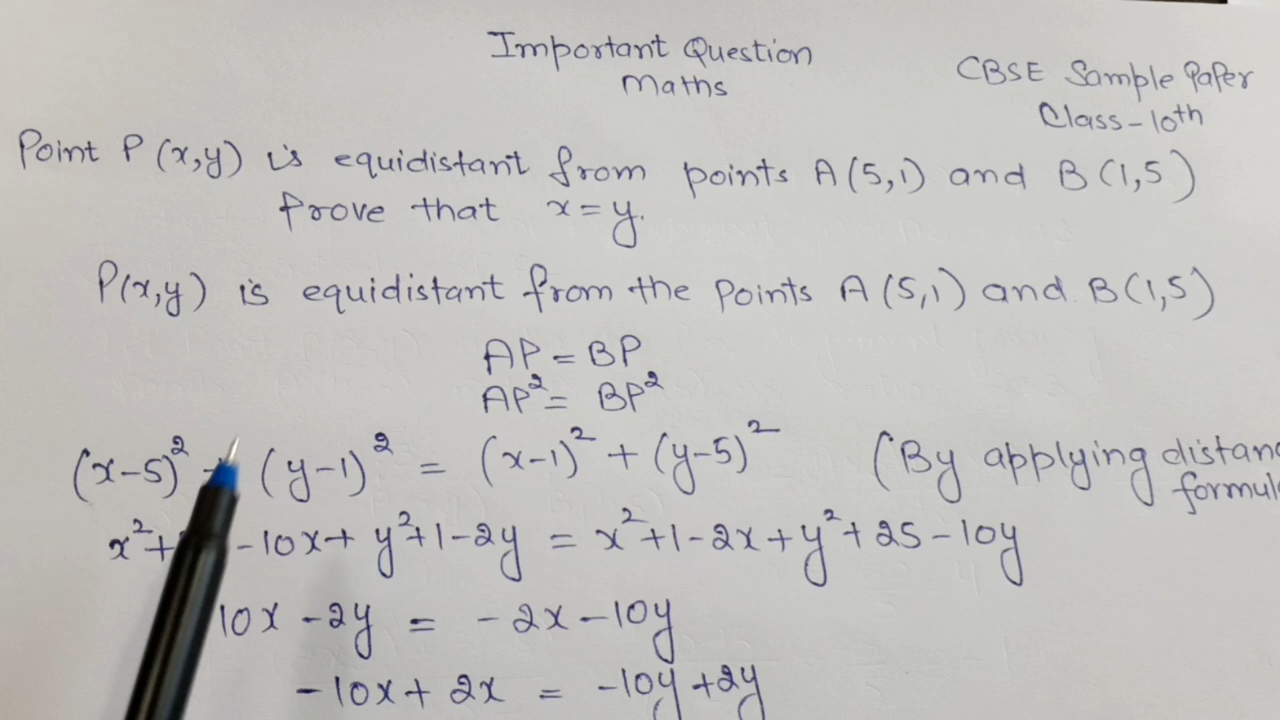 Important Question
Maths
CBSE Sample Paper
Class-10th
Point P(x,y) is equidistant from points A(5,1) and B(1,5)
Prove that x=y.
P(x,y) is equidistant from the points A(5,1) and B(1,5)
AP = BP
AP² = BP²
(x-5)² (y-1)² = (x-1)² + (y-5)² (By applying
x²+ -10x+ y²+1-2y = x²+1-2x+y²+25-10y
10x -2y = -2x-10y
-10x+ 2x = -10y+2y